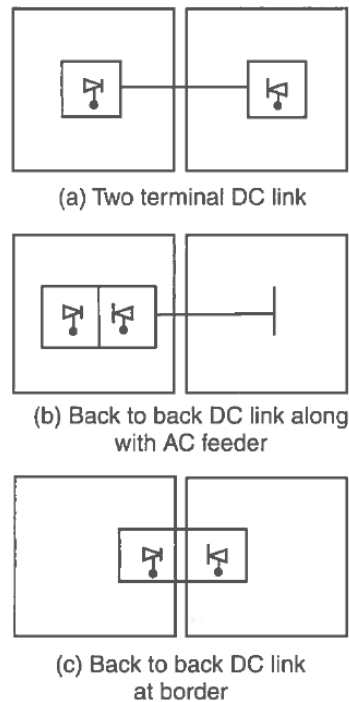 (a) Two terminal DC link
(b) Back to back DC link along
with AC feeder
(c) Back to back DC link
at border